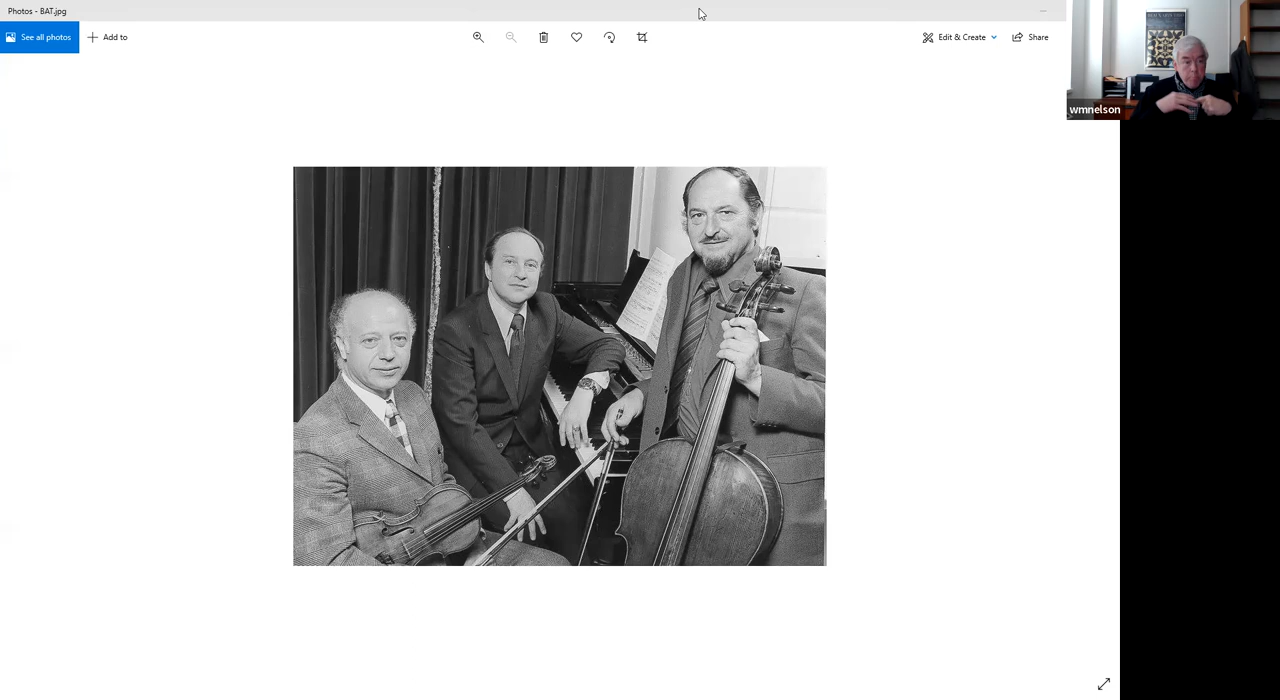 Photos - BAT.jpg
See all photos
Add to
Edit & Create
Share
wmnelson